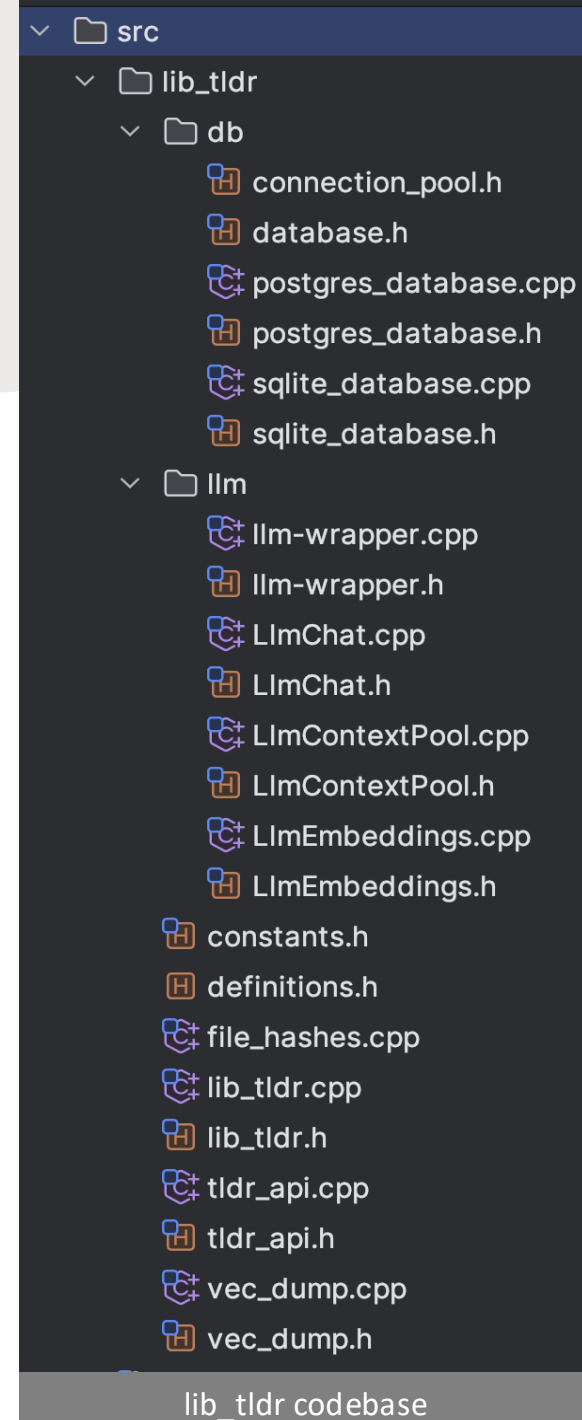 src
lib_tldr
db
connection_pool.h
database.h
postgres_database.cpp
postgres_database.h
sqlite_database.cpp
sqlite_database.h
llm
llm-wrapper.cpp
llm-wrapper.h
LlmChat.cpp
LlmChat.h
LlmContextPool.cpp
LlmContextPool.h
LlmEmbeddings.cpp
LlmEmbeddings.h
constants.h
definitions.h
file_hashes.cpp
lib_tldr.cpp
lib_tldr.h
tldr_api.cpp
tldr_api.h
vec_dump.cpp
vec_dump.h
lib_tldr codebase